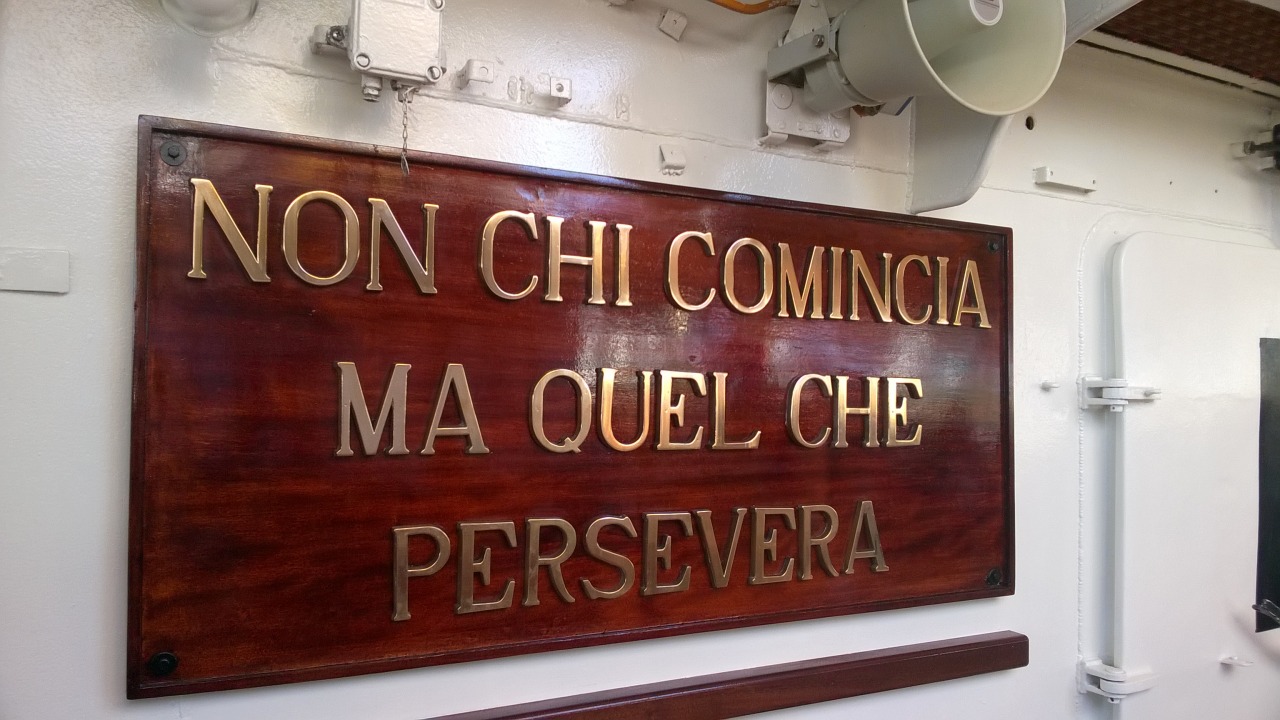 NON CHI COMINCIA
MA QUEL CHE
PERSEVERA